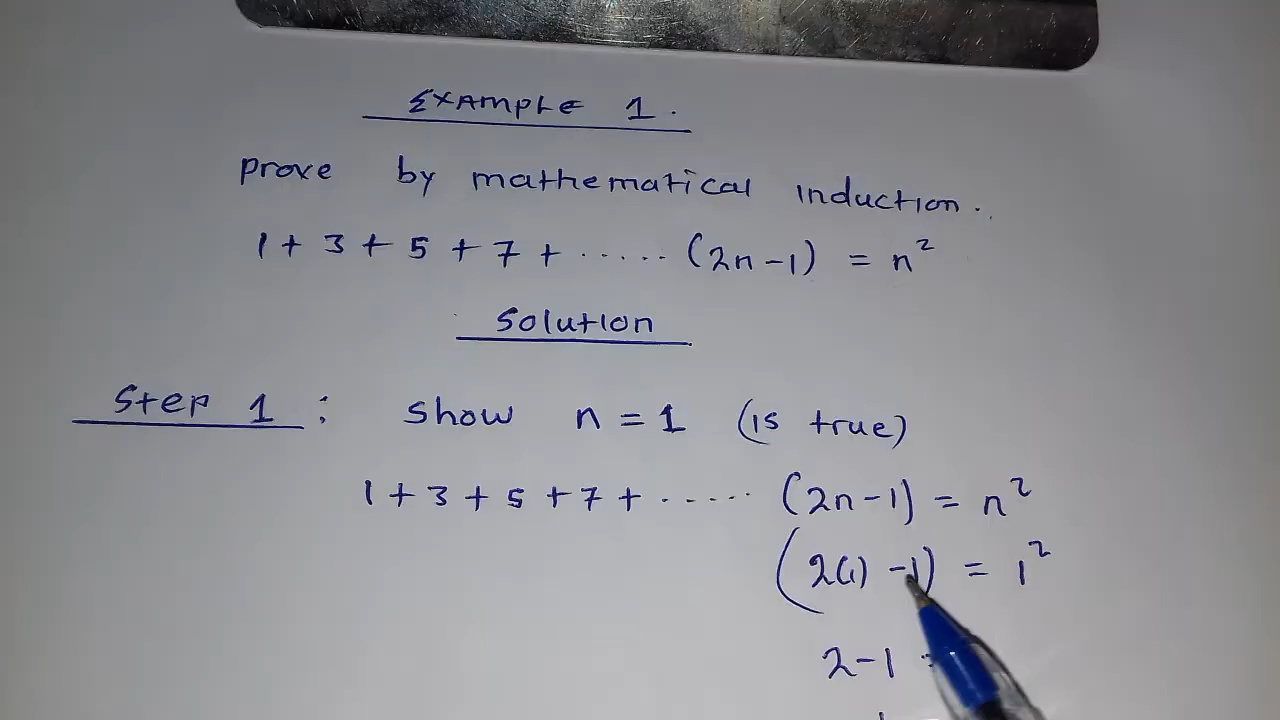 EXAMPLE 1.
prove by mathematical induction.
1 + 3 + 5 + 7 + ..... (2n-1) = n²
Solution
Step 1 : Show n = 1 (is true)
1 + 3 + 5 + 7 + ..... (2n-1) = n²
(2(1) -1) = 1²
2-1